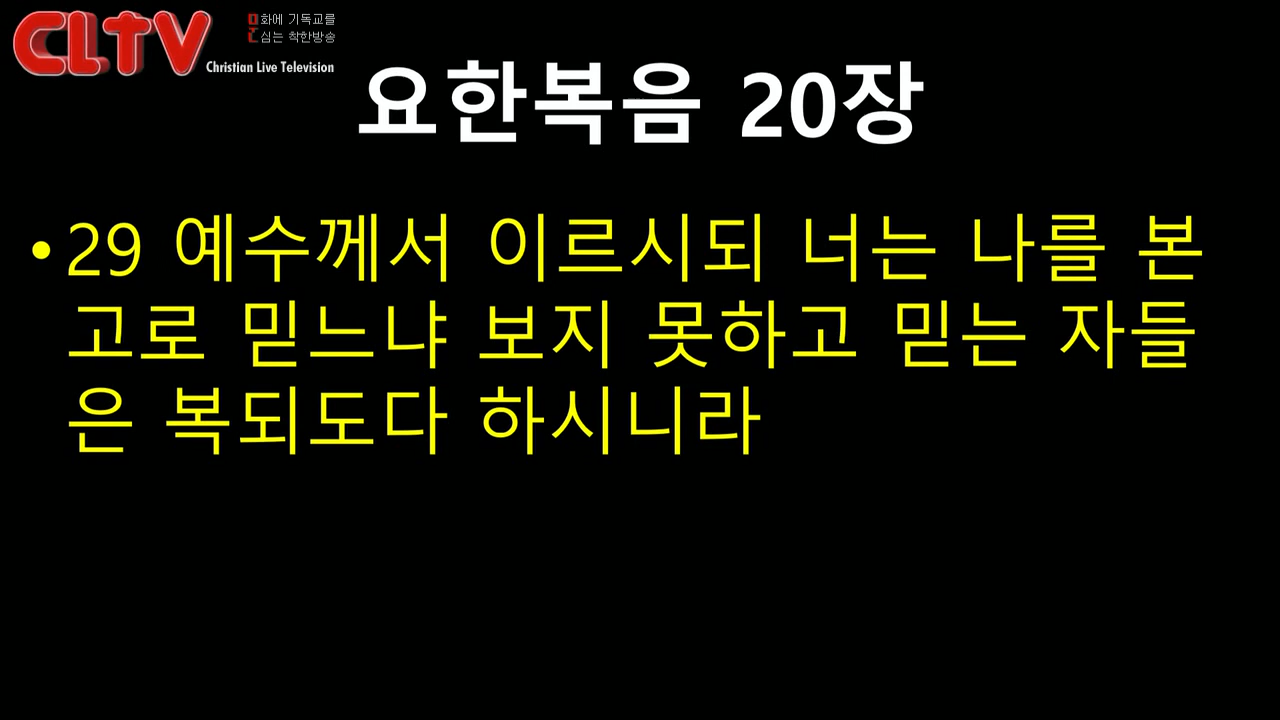 CLTV
문화에 기독교를
심는 착한방송
Christian Live Television
요한복음 20장
• 29 예수께서 이르시되 너는 나를 본
고로 믿느냐 보지 못하고 믿는 자들
은 복되도다 하시니라